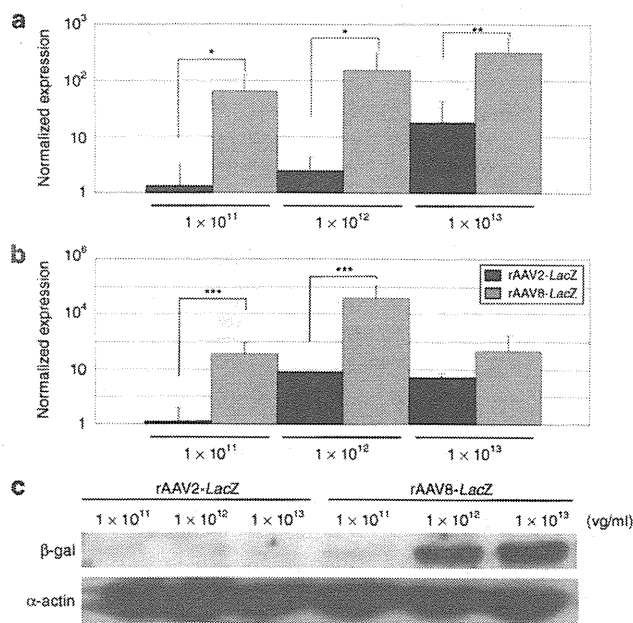 a
Normalized expression
10³
10²
10
1
*
*
**
1 × 10¹¹
1 × 10¹²
1 × 10¹³
b
Normalized expression
10⁶
10⁴
10
1
***
***
rAAV2-LacZ
rAAV8-LacZ
1 × 10¹¹
1 × 10¹²
1 × 10¹³
c
rAAV2-LacZ
rAAV8-LacZ
1 × 10¹¹ 1 × 10¹² 1 × 10¹³ 1 × 10¹¹ 1 × 10¹² 1 × 10¹³ (vg/ml)
β-gal
α-actin